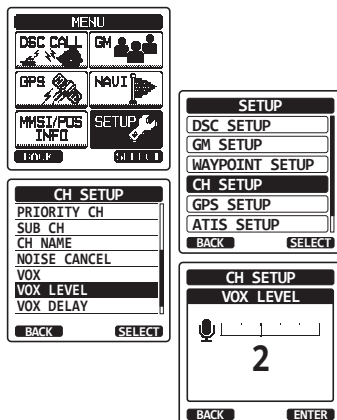 MENU
DSC CALL
GM
GPS
NAVI
MMSI/POS
INFO
SETUP
BACK
SELECT
SETUP
DSC SETUP
GM SETUP
WAYPOINT SETUP
CH SETUP
GPS SETUP
ATIS SETUP
BACK
SELECT
CH SETUP
PRIORITY CH
SUB CH
CH NAME
NOISE CANCEL
VOX
VOX LEVEL
VOX DELAY
BACK
SELECT
CH SETUP
VOX LEVEL
2
BACK
ENTER